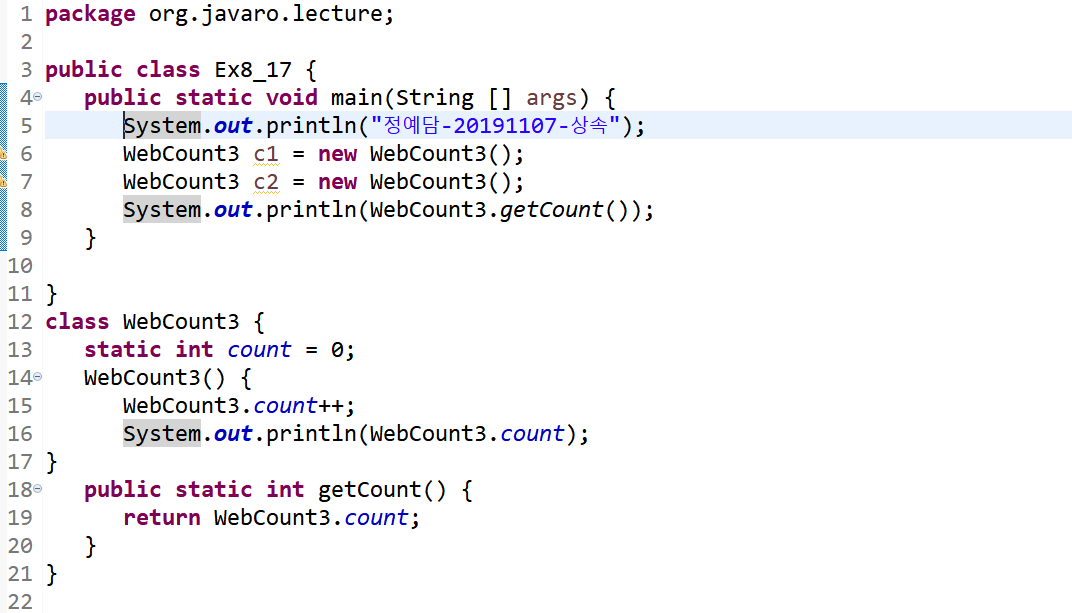 1 package org.javaro.lecture;
2
3 public class Ex8_17 {
4 public static void main(String [] args) {
5 System.out.println("정예담-20191107-상속");
6 WebCount3 c1 = new WebCount3();
7 WebCount3 c2 = new WebCount3();
8 System.out.println(WebCount3.getCount());
9 }
10
11 }
12 class WebCount3 {
13 static int count = 0;
14 WebCount3() {
15 WebCount3.count++;
16 System.out.println(WebCount3.count);
17 }
18 public static int getCount() {
19 return WebCount3.count;
20 }
21 }
22